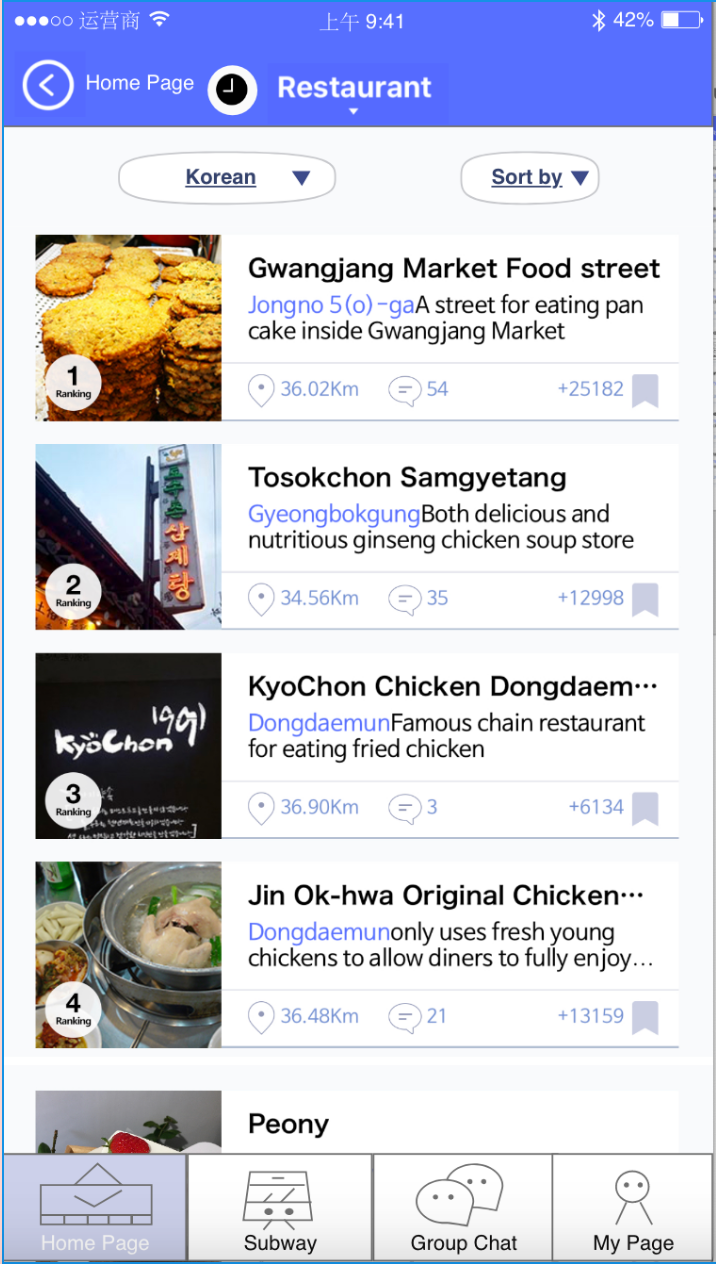 运营商 上午 9:41 42%
Home Page Restaurant
Korean Sort by
Gwangjang Market Food street
Jongno 5(o)-gaA street for eating pan
cake inside Gwangjang Market
1
Ranking
36.02Km 54 +25182
Tosokchon Samgyetang
토속촌 삼계탕
GyeongbokgungBoth delicious and
nutritious ginseng chicken soup store
2
Ranking
34.56Km 35 +12998
KyoChon Chicken Dongdaem···
KyoChon 1991
DongdaemunFamous chain restaurant
for eating fried chicken
3
Ranking
36.90Km 3 +6134
Jin Ok-hwa Original Chicken···
Dongdaemunonly uses fresh young
chickens to allow diners to fully enjoy...
4
Ranking
36.48Km 21 +13159
Peony
Home Page Subway Group Chat My Page